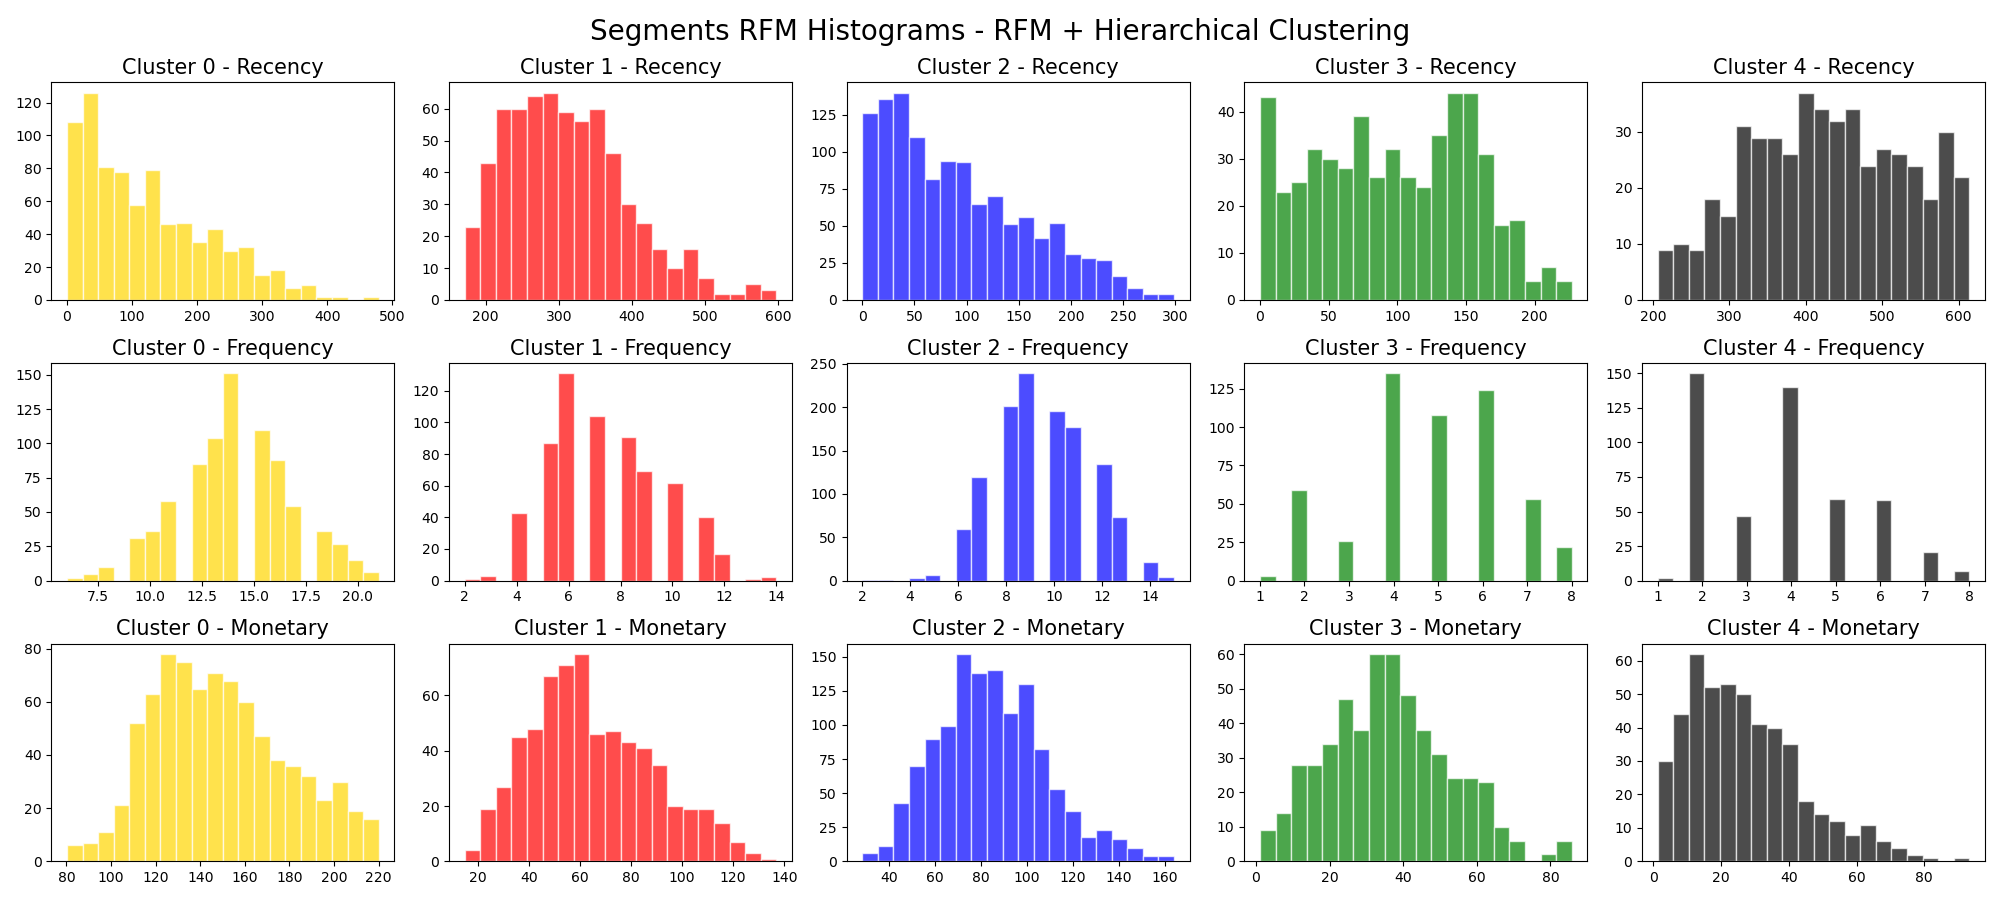 Segments RFM Histograms - RFM + Hierarchical Clustering
Cluster 0 - Recency
Cluster 1 - Recency
Cluster 2 - Recency
Cluster 3 - Recency
Cluster 4 - Recency
120
100
80
60
40
20
0
0 100 200 300 400 500
60
50
40
30
20
10
0
200 300 400 500 600
125
100
75
50
25
0
0 50 100 150 200 250 300
40
30
20
10
0
0 50 100 150 200
30
20
10
0
200 300 400 500 600
Cluster 0 - Frequency
Cluster 1 - Frequency
Cluster 2 - Frequency
Cluster 3 - Frequency
Cluster 4 - Frequency
150
125
100
75
50
25
0
7.5 10.0 12.5 15.0 17.5 20.0
120
100
80
60
40
20
0
2 4 6 8 10 12 14
250
200
150
100
50
0
2 4 6 8 10 12 14
125
100
75
50
25
0
1 2 3 4 5 6 7 8
150
125
100
75
50
25
0
1 2 3 4 5 6 7 8
Cluster 0 - Monetary
Cluster 1 - Monetary
Cluster 2 - Monetary
Cluster 3 - Monetary
Cluster 4 - Monetary
80
60
40
20
0
80 100 120 140 160 180 200 220
60
40
20
0
20 40 60 80 100 120 140
150
125
100
75
50
25
0
40 60 80 100 120 140 160
60
50
40
30
20
10
0
0 20 40 60 80
60
50
40
30
20
10
0
0 20 40 60 80